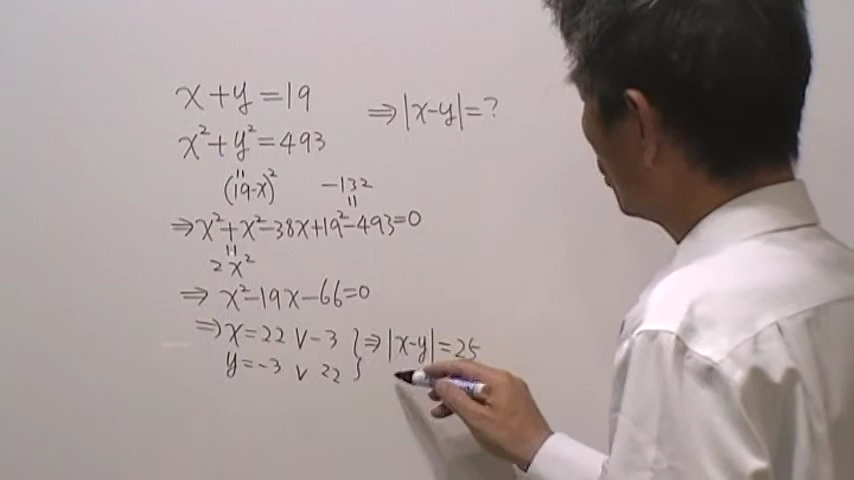 x+y=19
⇒|x-y|=?
x²+y²=493
(19-x)²
-132
⇒x²+x²-38x+19²-493=0
2x²
⇒ x²-19x-66=0
⇒x=22 ∨ -3 } ⇒|x-y|=25
y=-3 ∨ 22